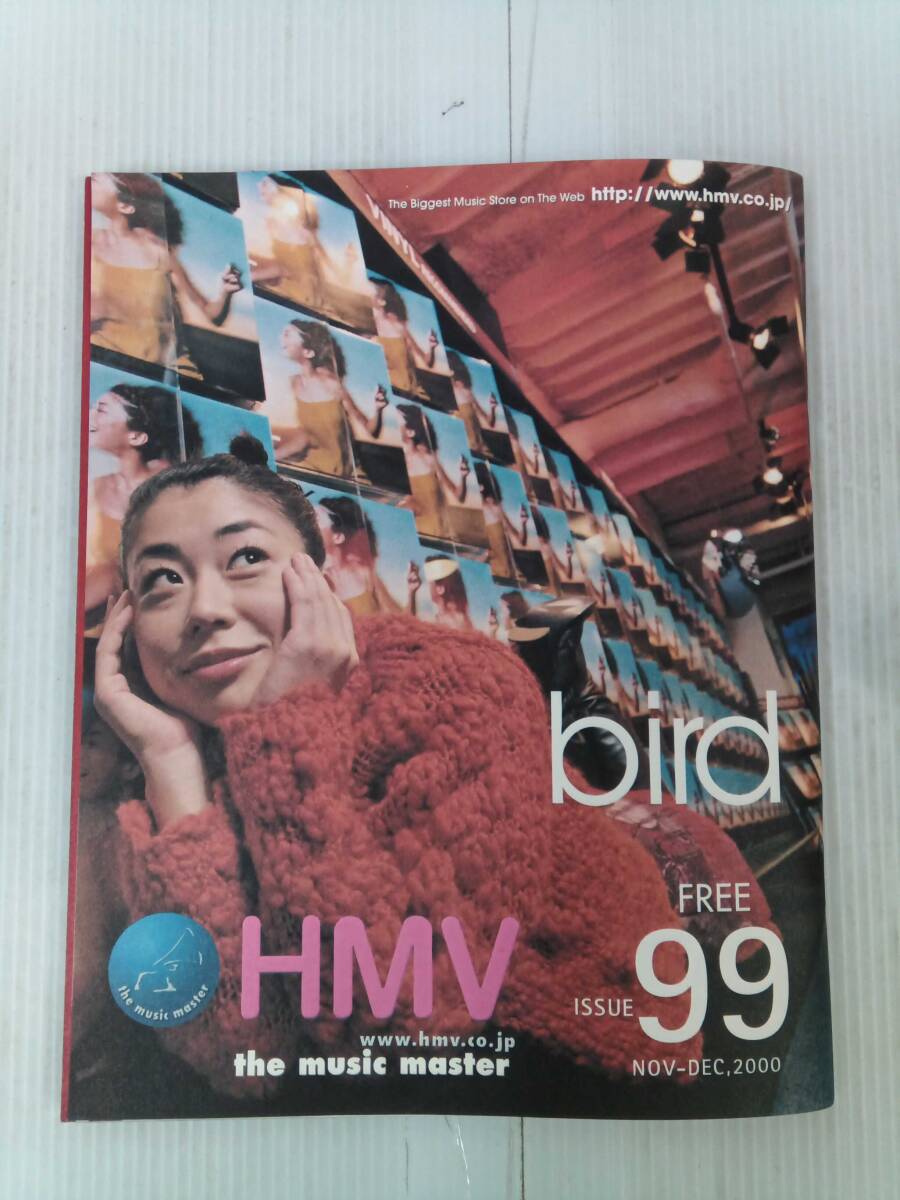 The Biggest Music Store on The Web http://www.hmv.co.jp/
bird
FREE
ISSUE 99
NOV-DEC,2000
the music master
HMV
www.hmv.co.jp
the music master